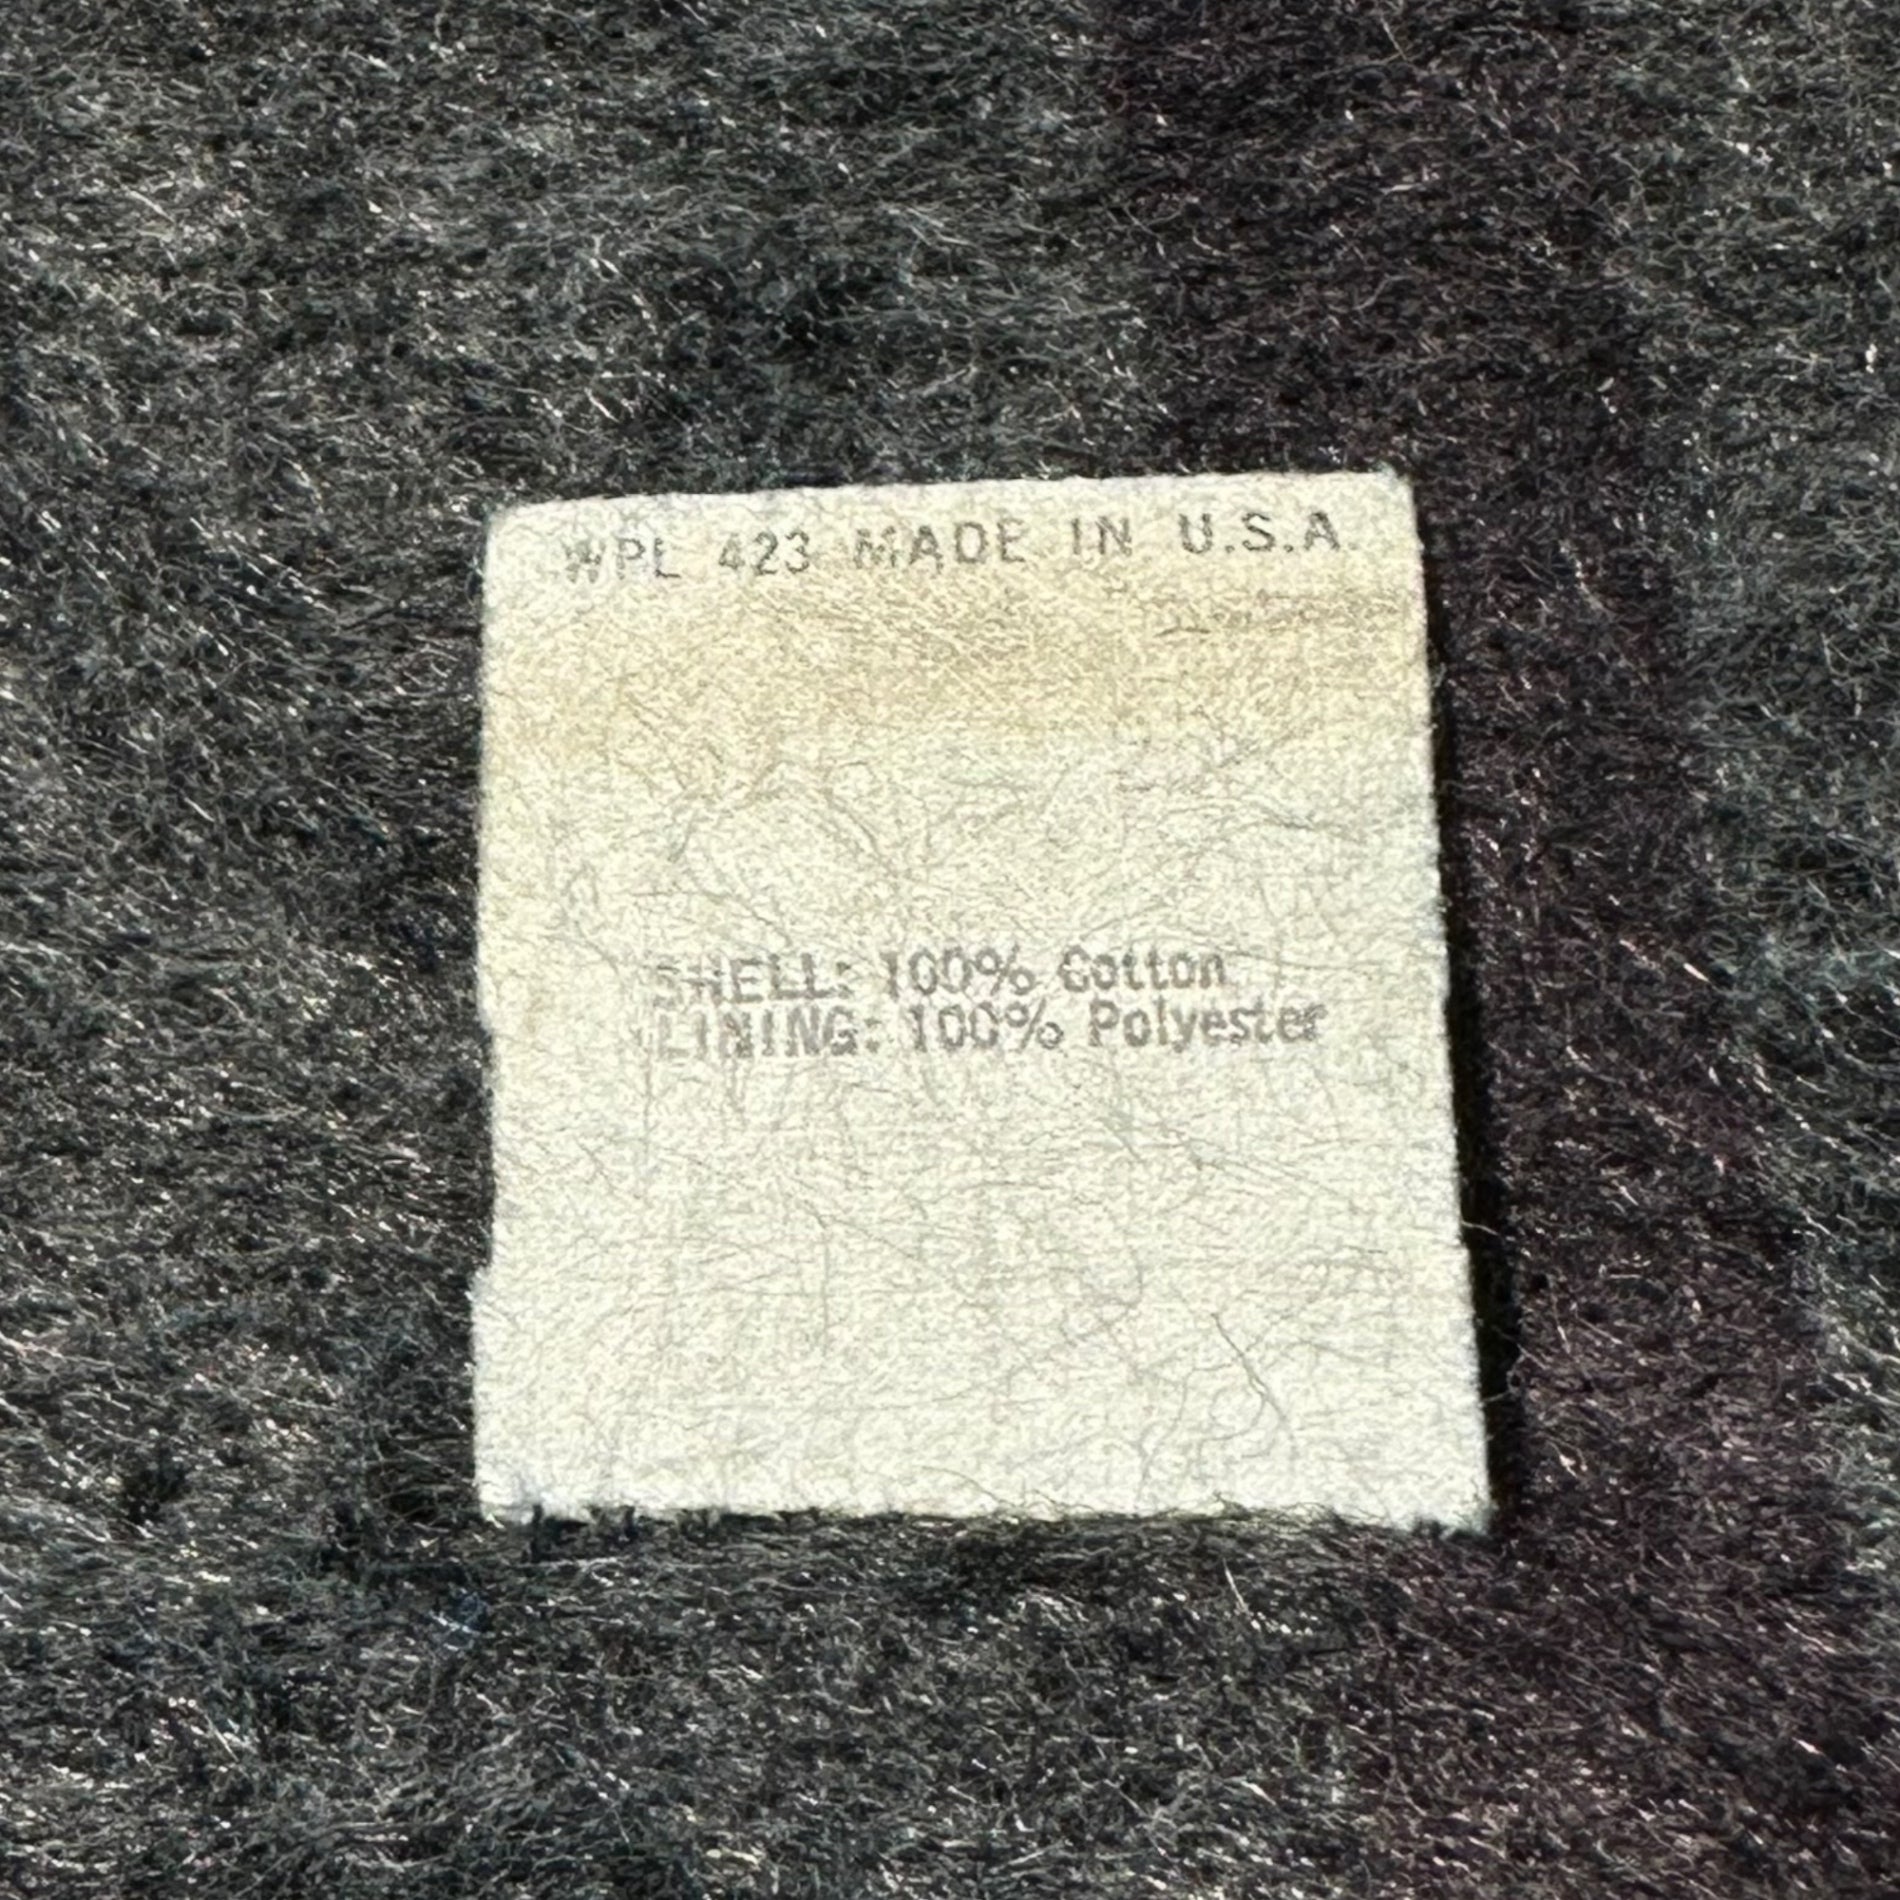 WPL 423 MADE IN U.S.A.
SHELL: 100% Cotton
LINING: 100% Polyester